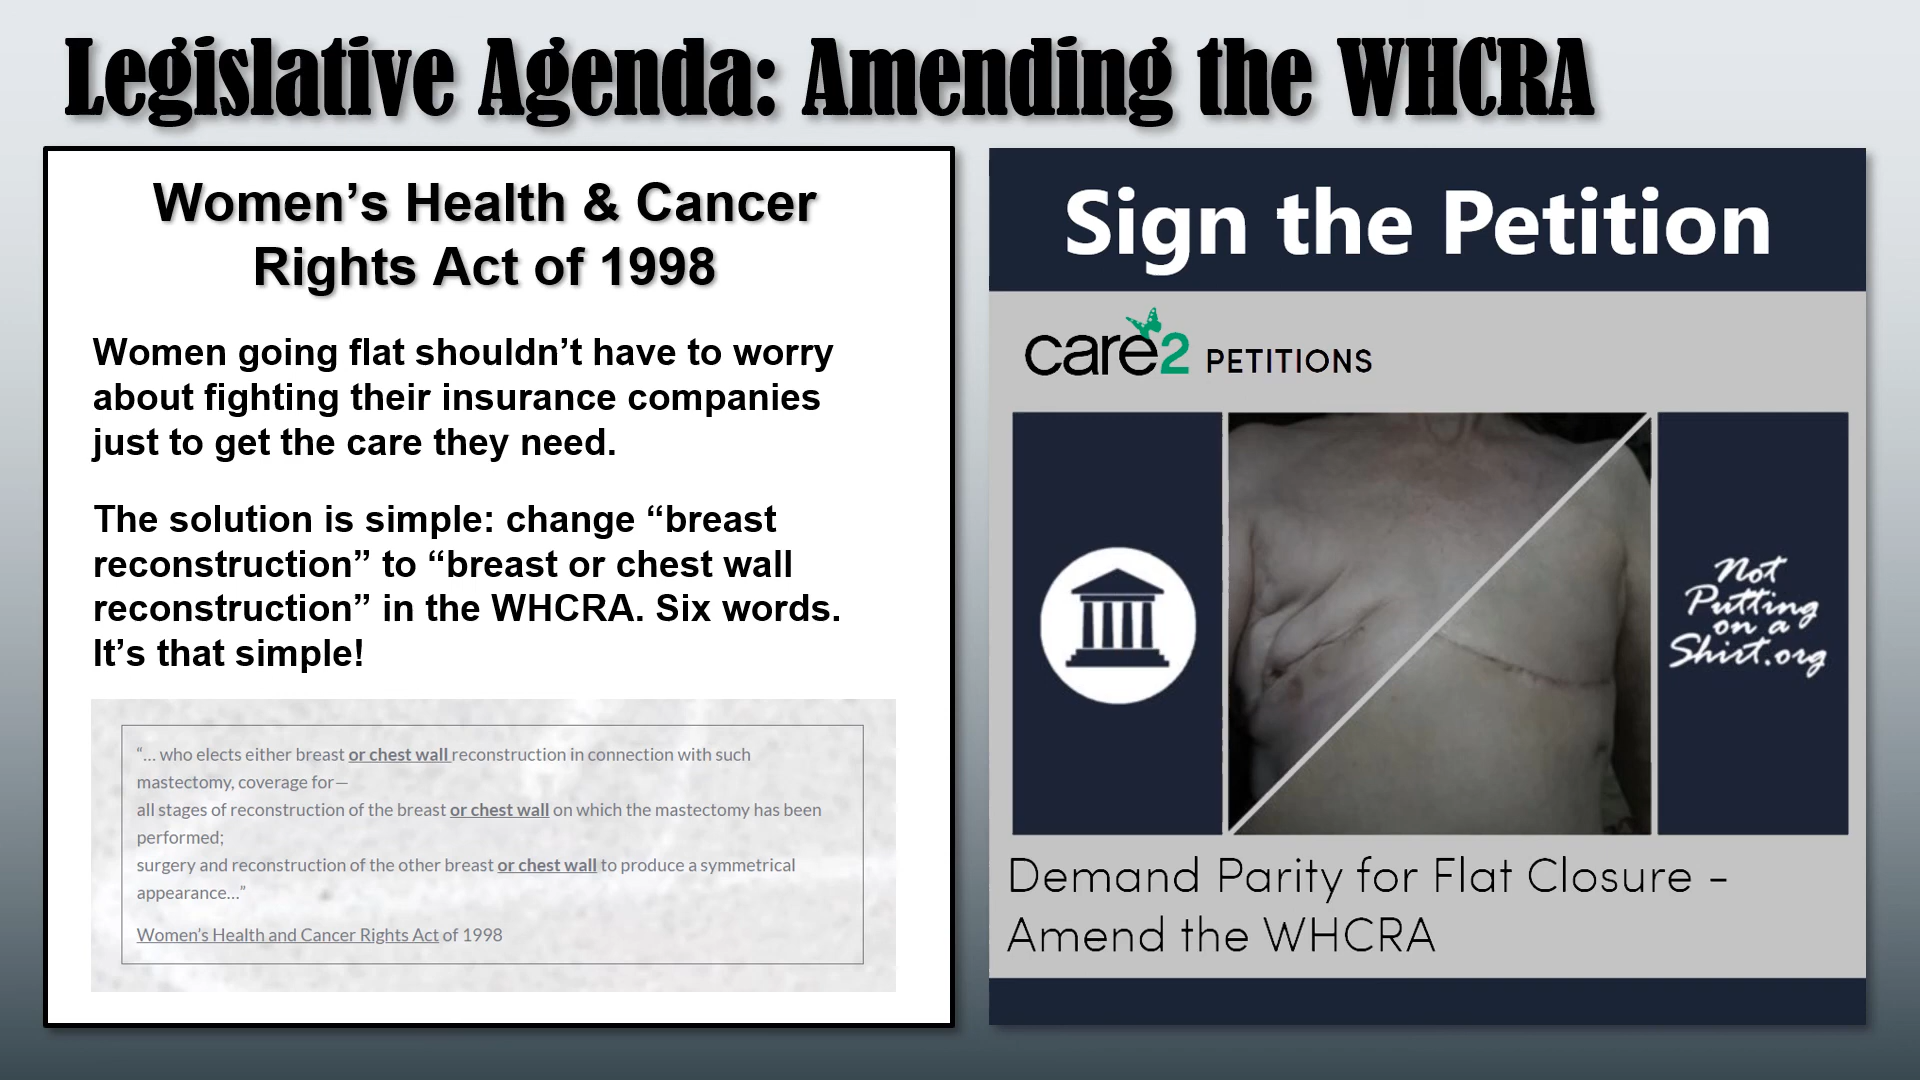 Legislative Agenda: Amending the WHCRA
Women’s Health & Cancer
Rights Act of 1998
Women going flat shouldn’t have to worry
about fighting their insurance companies
just to get the care they need.
The solution is simple: change “breast
reconstruction” to “breast or chest wall
reconstruction” in the WHCRA. Six words.
It’s that simple!
“… who elects either breast or chest wall reconstruction in connection with such
mastectomy, coverage for—
all stages of reconstruction of the breast or chest wall on which the mastectomy has been
performed;
surgery and reconstruction of the other breast or chest wall to produce a symmetrical
appearance…”
Women’s Health and Cancer Rights Act of 1998
Sign the Petition
care2 PETITIONS
Not
Putting
on a
Shirt.org
Demand Parity for Flat Closure –
Amend the WHCRA